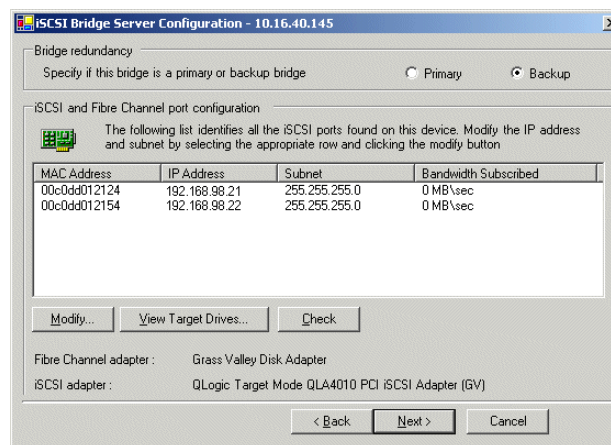 iSCSI Bridge Server Configuration - 10.16.40.145
Bridge redundancy
Specify if this bridge is a primary or backup bridge Primary Backup
iSCSI and Fibre Channel port configuration
The following list identifies all the iSCSI ports found on this device. Modify the IP address
and subnet by selecting the appropriate row and clicking the modify button
MAC Address IP Address Subnet Bandwidth Subscribed
00c0dd012124 192.168.98.21 255.255.255.0 0 MB\sec
00c0dd012154 192.168.98.22 255.255.255.0 0 MB\sec
Modify... View Target Drives... Check
Fibre Channel adapter : Grass Valley Disk Adapter
iSCSI adapter : QLogic Target Mode QLA4010 PCI iSCSI Adapter (GV)
< Back Next > Cancel